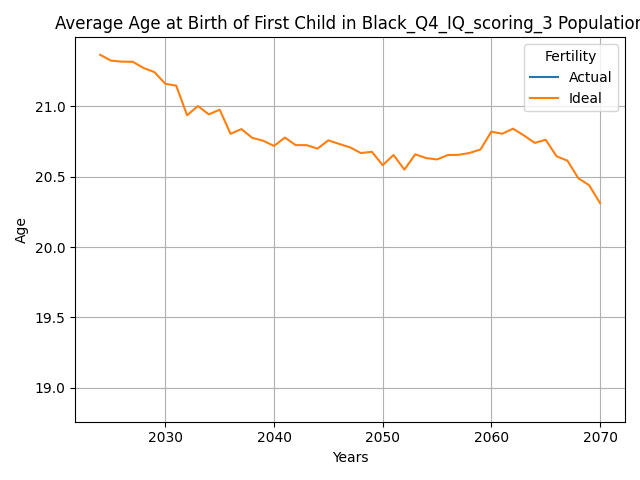 Average Age at Birth of First Child in Black_Q4_IQ_scoring_3 Population
Fertility
Actual
Ideal
21.0
20.5
20.0
19.5
19.0
Age
2030 2040 2050 2060 2070
Years